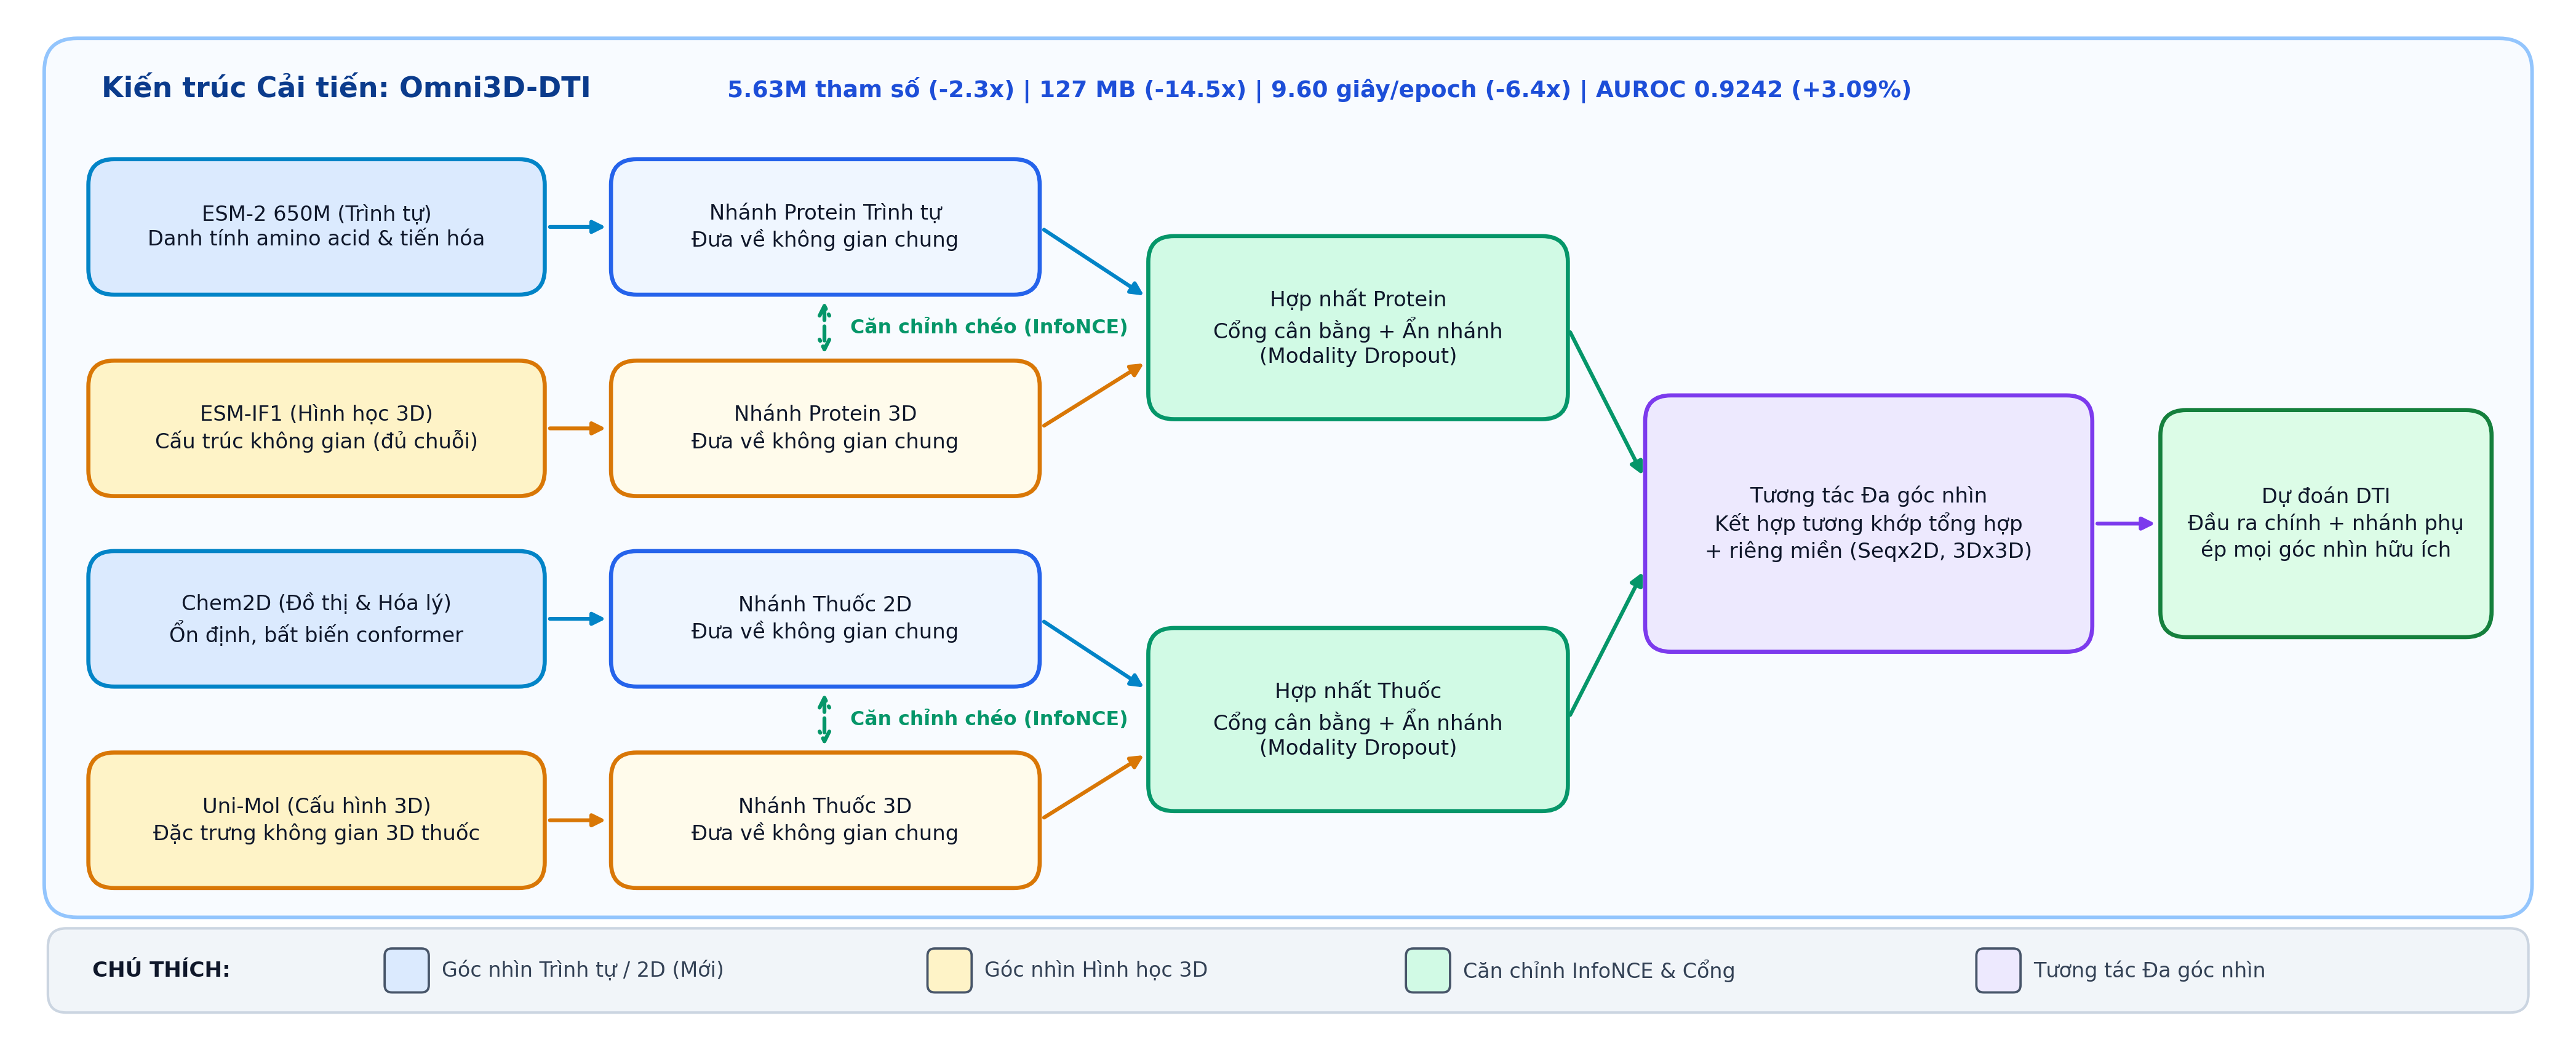 Kiến trúc Cải tiến: Omni3D-DTI
5.63M tham số (-2.3x) | 127 MB (-14.5x) | 9.60 giây/epoch (-6.4x) | AUROC 0.9242 (+3.09%)
ESM-2 650M (Trình tự)
Danh tính amino acid & tiến hóa
Nhánh Protein Trình tự
Đưa về không gian chung
Căn chỉnh chéo (InfoNCE)
ESM-IF1 (Hình học 3D)
Cấu trúc không gian (đủ chuỗi)
Nhánh Protein 3D
Đưa về không gian chung
Hợp nhất Protein
Cổng cân bằng + Ẩn nhánh
(Modality Dropout)
Chem2D (Đồ thị & Hóa lý)
Ổn định, bất biến conformer
Nhánh Thuốc 2D
Đưa về không gian chung
Căn chỉnh chéo (InfoNCE)
Uni-Mol (Cấu hình 3D)
Đặc trưng không gian 3D thuốc
Nhánh Thuốc 3D
Đưa về không gian chung
Hợp nhất Thuốc
Cổng cân bằng + Ẩn nhánh
(Modality Dropout)
Tương tác Đa góc nhìn
Kết hợp tương khớp tổng hợp
+ riêng miền (Seqx2D, 3Dx3D)
Dự đoán DTI
Đầu ra chính + nhánh phụ
ép mọi góc nhìn hữu ích
CHÚ THÍCH:
Góc nhìn Trình tự / 2D (Mới)
Góc nhìn Hình học 3D
Căn chỉnh InfoNCE & Cổng
Tương tác Đa góc nhìn